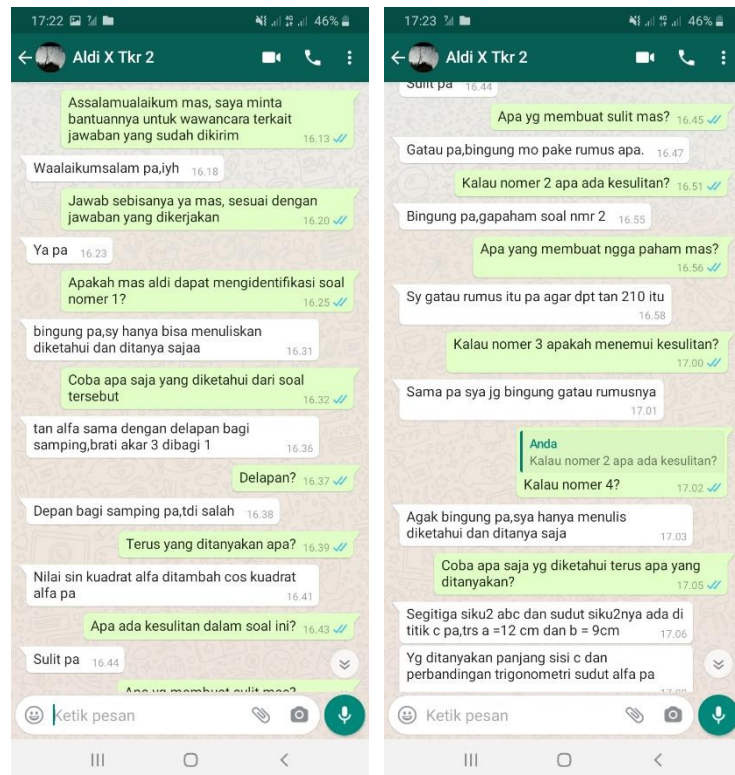 17:22
46%
Aldi X Tkr 2
Assalamualaikum mas, saya minta
bantuannya untuk wawancara terkait
jawaban yang sudah dikirim
16.13
Waalaikumsalam pa,iyh 16.18
Jawab sebisanya ya mas, sesuai dengan
jawaban yang dikerjakan
16.20
Ya pa 16.23
Apakah mas aldi dapat mengidentifikasi soal
nomer 1?
16.25
bingung pa,sy hanya bisa menuliskan
diketahui dan ditanya sajaa
16.31
Coba apa saja yang diketahui dari soal
tersebut
16.32
tan alfa sama dengan delapan bagi
samping,brati akar 3 dibagi 1
16.36
Delapan? 16.37
Depan bagi samping pa,tdi salah 16.38
Terus yang ditanyakan apa? 16.39
Nilai sin kuadrat alfa ditambah cos kuadrat
alfa pa
16.41
Apa ada kesulitan dalam soal ini? 16.43
Sulit pa 16.44
Apa yg membuat sulit mas?
Ketik pesan
17:23
46%
Aldi X Tkr 2
Sulit pa 16.44
Apa yg membuat sulit mas? 16.45
Gatau pa,bingung mo pake rumus apa. 16.47
Kalau nomer 2 apa ada kesulitan? 16.51
Bingung pa,gapaham soal nmr 2 16.55
Apa yang membuat ngga paham mas?
16.56
Sy gatau rumus itu pa agar dpt tan 210 itu
16.58
Kalau nomer 3 apakah menemui kesulitan?
17.00
Sama pa sya jg bingung gatau rumusnya
17.01
Anda
Kalau nomer 2 apa ada kesulitan?
Kalau nomer 4? 17.02
Agak bingung pa,sya hanya menulis
diketahui dan ditanya saja
17.03
Coba apa saja yg diketahui terus apa yang
ditanyakan?
17.05
Segitiga siku2 abc dan sudut siku2nya ada di
titik c pa,trs a =12 cm dan b = 9cm
17.06
Yg ditanyakan panjang sisi c dan
perbandingan trigonometri sudut alfa pa
Ketik pesan